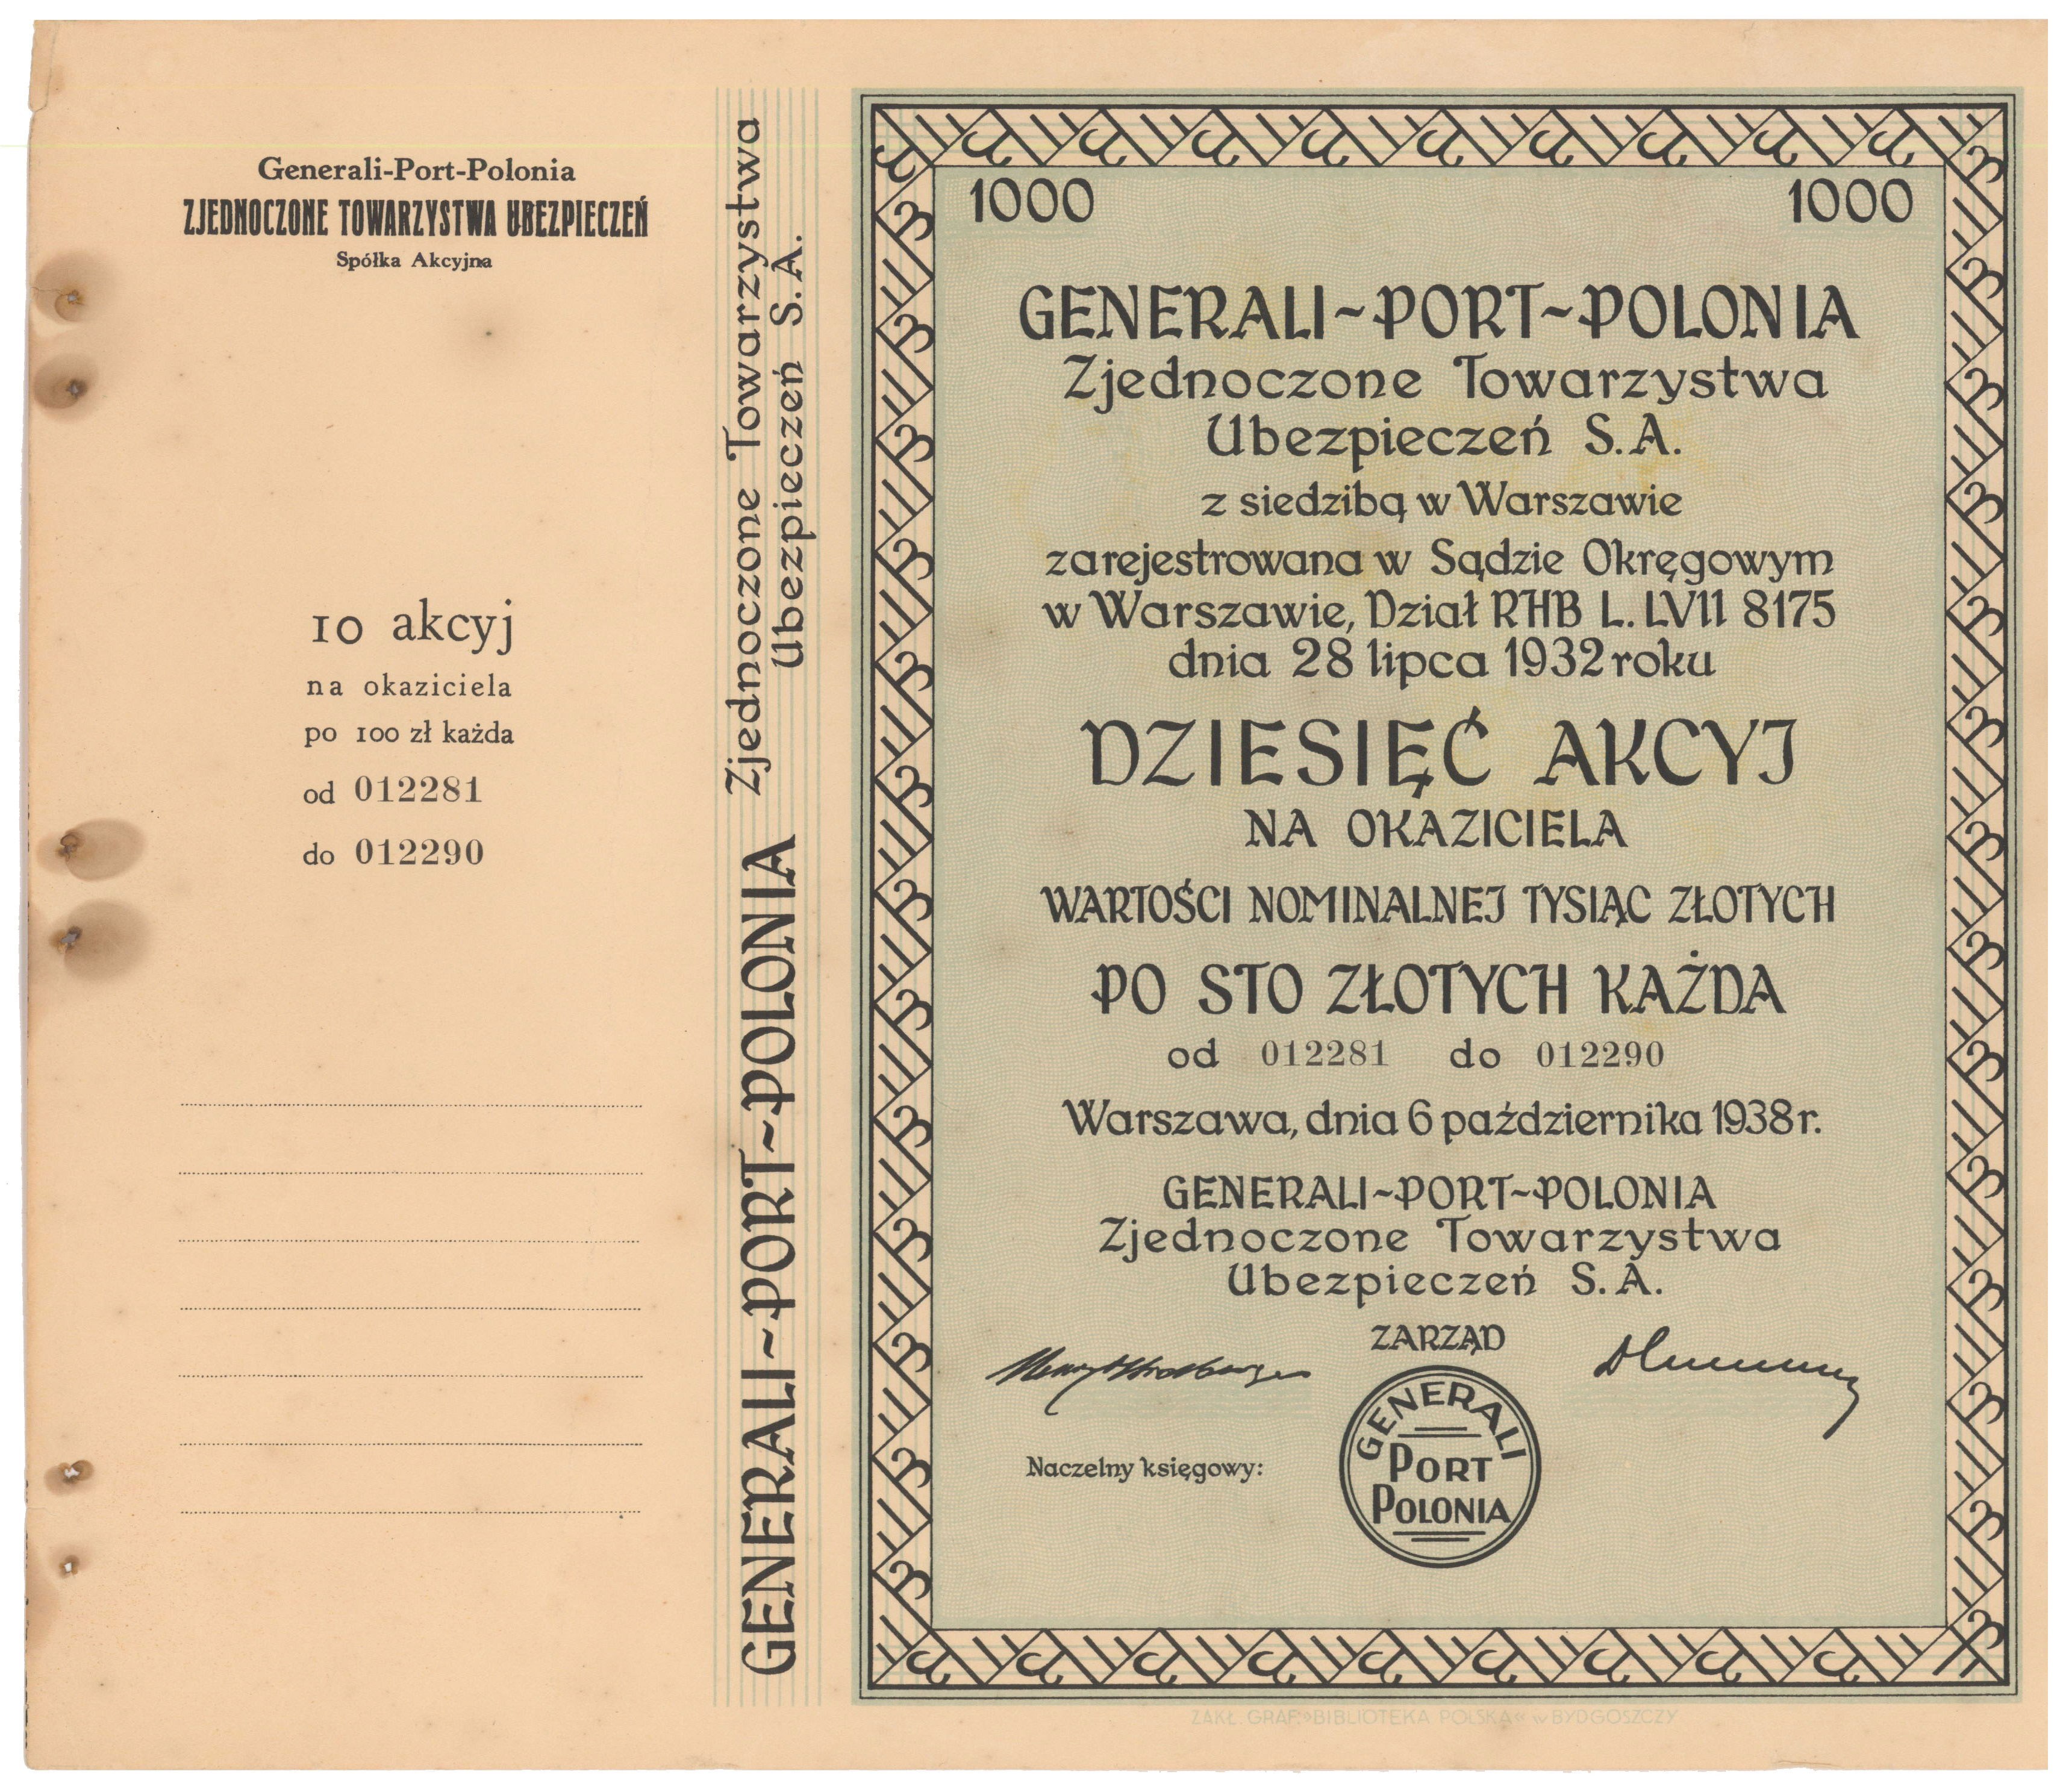 Generali-Port-Polonia
ZJEDNOCZONE TOWARZYSTWA UBEZPIECZEŃ
Spółka Akcyjna
10 akcyj
na okaziciela
po 100 zł każda
od 012281
do 012290
GENERALI-PORT-POLONIA Zjednoczone Towarzystwa
Ubezpieczeń S.A.
1000 1000
GENERALI-PORT-POLONIA
Zjednoczone Towarzystwa
Ubezpieczeń S.A.
z siedzibą w Warszawie
zarejestrowana w Sądzie Okręgowym
w Warszawie, Dział RHB L. LVII 8175
dnia 28 lipca 1932 roku
DZIESIĘĆ AKCYJ
NA OKAZICIELA
WARTOŚCI NOMINALNEJ TYSIĄC ZŁOTYCH
PO STO ZŁOTYCH KAŻDA
od 012281 do 012290
Warszawa, dnia 6 października 1938 r.
GENERALI-PORT-POLONIA
Zjednoczone Towarzystwa
Ubezpieczeń S.A.
ZARZĄD
Naczelny księgowy:
GENERALI
PORT
POLONIA
ZAKŁ. GRAF. »BIBLIOTEKA POLSKA« w BYDGOSZCZY